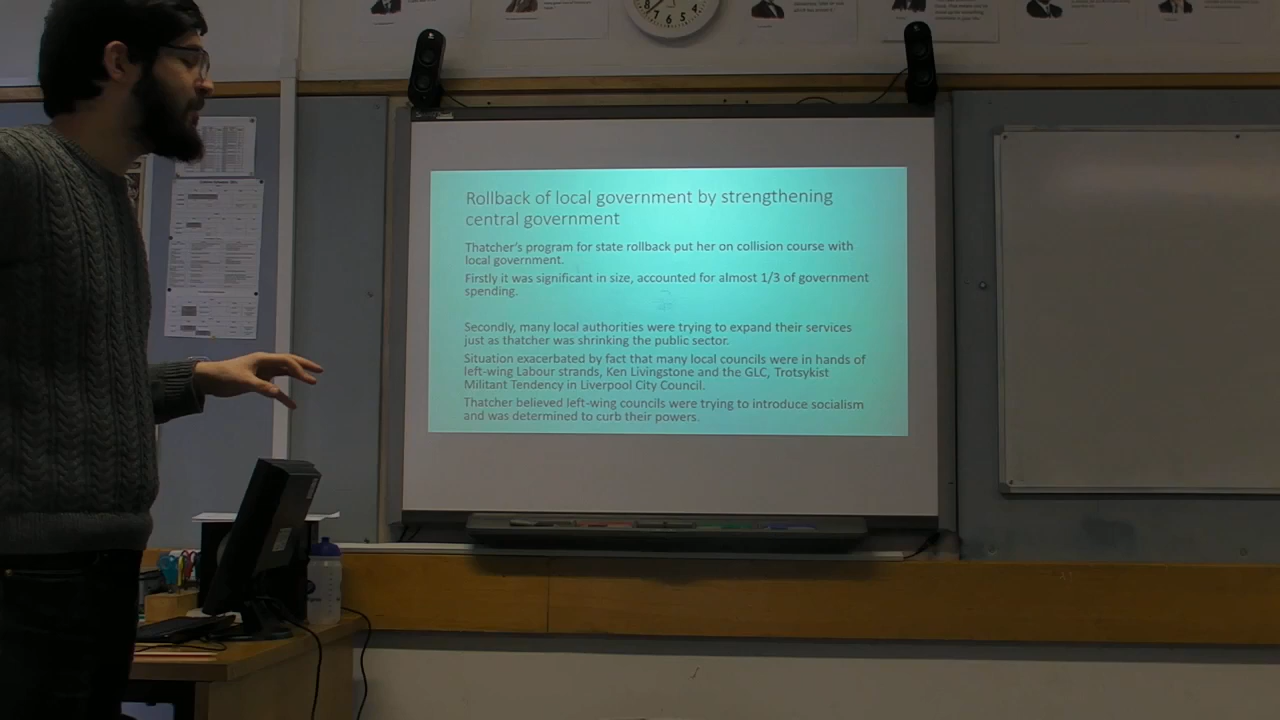 8 7 6 5 4
Rollback of local government by strengthening
central government
Thatcher's program for state rollback put her on collision course with
local government.
Firstly it was significant in size, accounted for almost 1/3 of government
spending.
Secondly, many local authorities were trying to expand their services
just as thatcher was shrinking the public sector.
Situation exacerbated by fact that many local councils were in hands of
left-wing Labour strands, Ken Livingstone and the GLC, Trotsykist
Militant Tendency in Liverpool City Council.
Thatcher believed left-wing councils were trying to introduce socialism
and was determined to curb their powers.